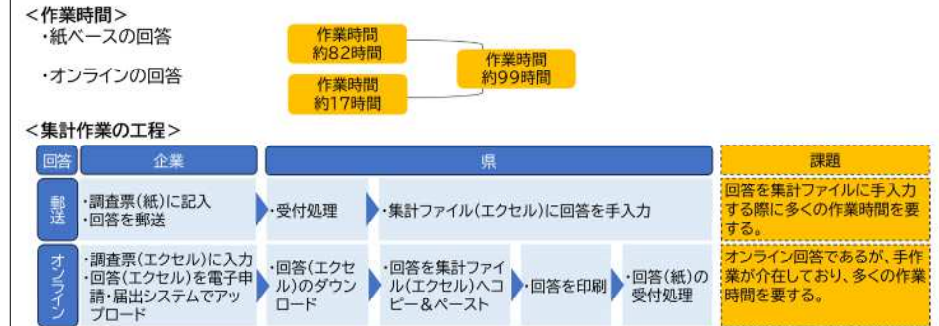 <作業時間>
・紙ベースの回答
作業時間
約82時間
作業時間
約99時間
・オンラインの回答
作業時間
約17時間
<集計作業の工程>
回答
企業
県
課題
郵送
・調査票(紙)に記入
・回答を郵送
・受付処理
・集計ファイル(エクセル)に回答を手入力
回答を集計ファイルに手入力
する際に多くの作業時間を要
する。
オンライン
・調査票(エクセル)に入力
・回答(エクセル)を電子申
請・届出システムでアッ
プロード
・回答(エクセ
ル)のダウン
ロード
・回答を集計ファイ
ル(エクセル)へコ
ピー&ペースト
・回答を印刷
・回答(紙)の
受付処理
オンライン回答であるが、手作
業が介在しており、多くの作業
時間を要する。